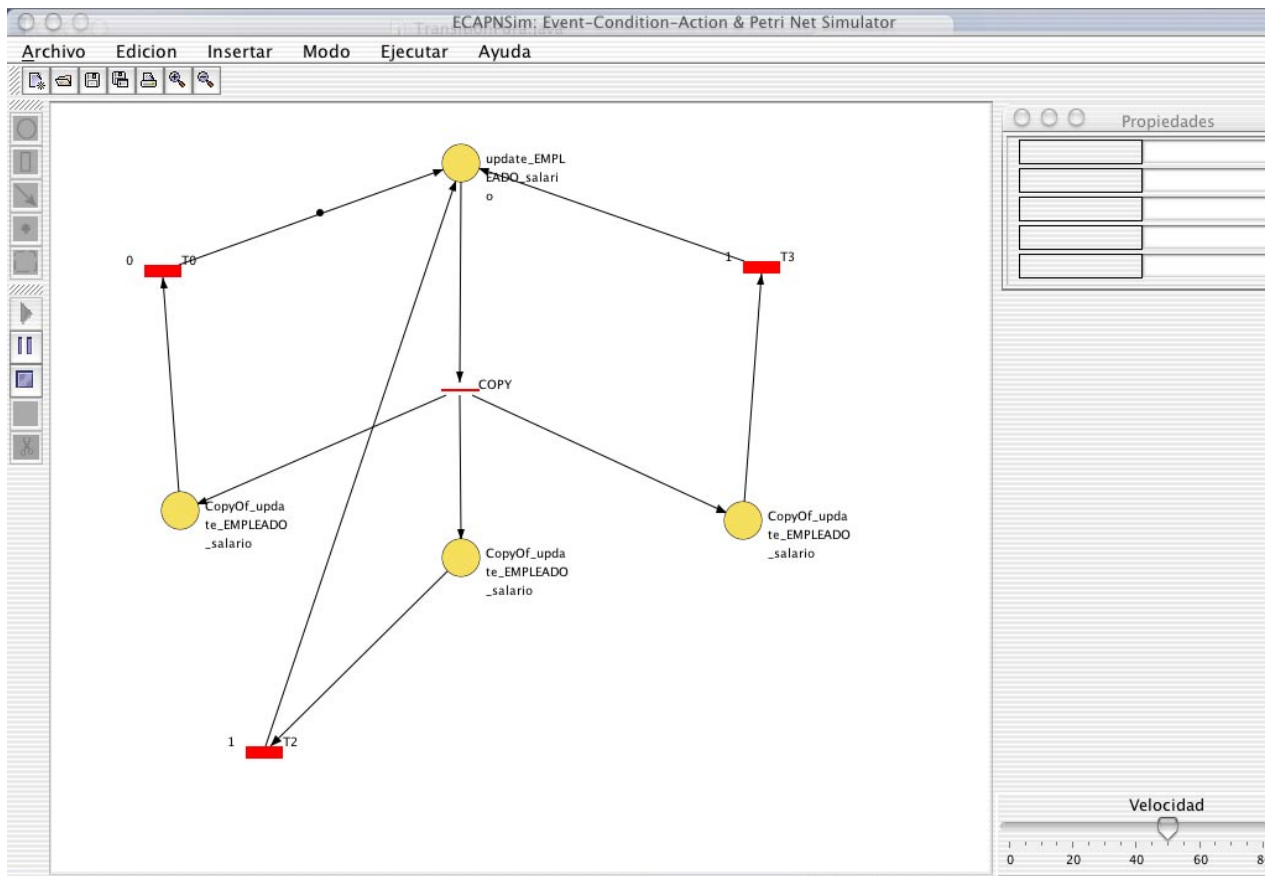 ECAPNSim: Event-Condition-Action & Petri Net Simulator
Archivo Edicion Insertar Modo Ejecutar Ayuda
Propiedades
update_EMPL
EADO_salari
o
0 T0
1 T3
COPY
CopyOf_upda
te_EMPLEADO
_salario
CopyOf_upda
te_EMPLEADO
_salario
CopyOf_upda
te_EMPLEADO
_salario
1 T2
Velocidad
0 20 40 60